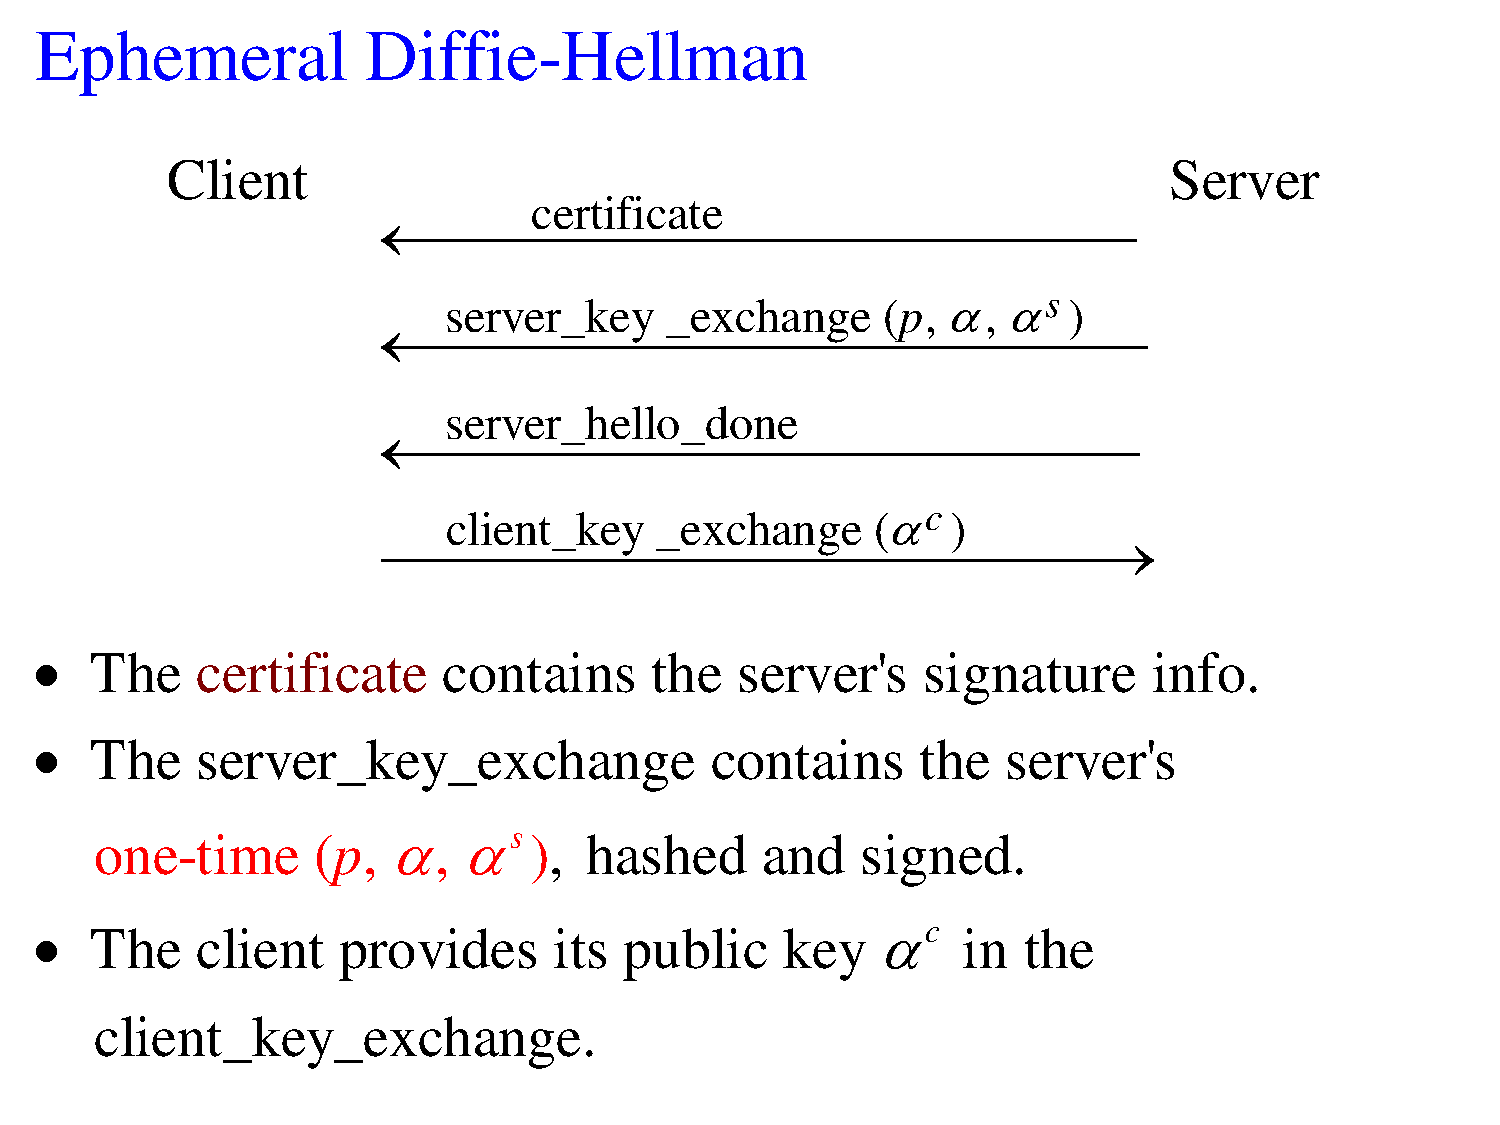 Ephemeral Diffie-Hellman
Client
Server
certificate
server_key _exchange (p, α, α^s)
server_hello_done
client_key _exchange (α^c)
• The certificate contains the server's signature info.
• The server_key_exchange contains the server's
one-time (p, α, α^s), hashed and signed.
• The client provides its public key α^c in the
client_key_exchange.